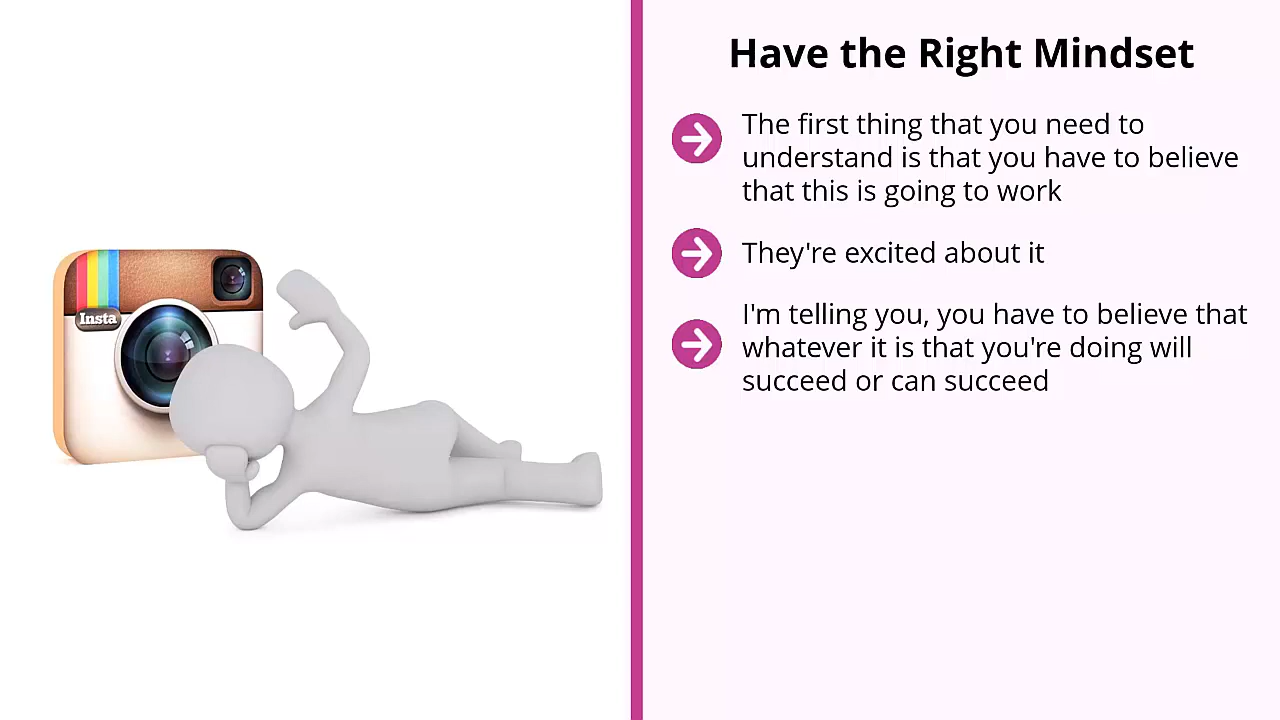 Have the Right Mindset
The first thing that you need to
understand is that you have to believe
that this is going to work
They're excited about it
I'm telling you, you have to believe that
whatever it is that you're doing will
succeed or can succeed
Insta